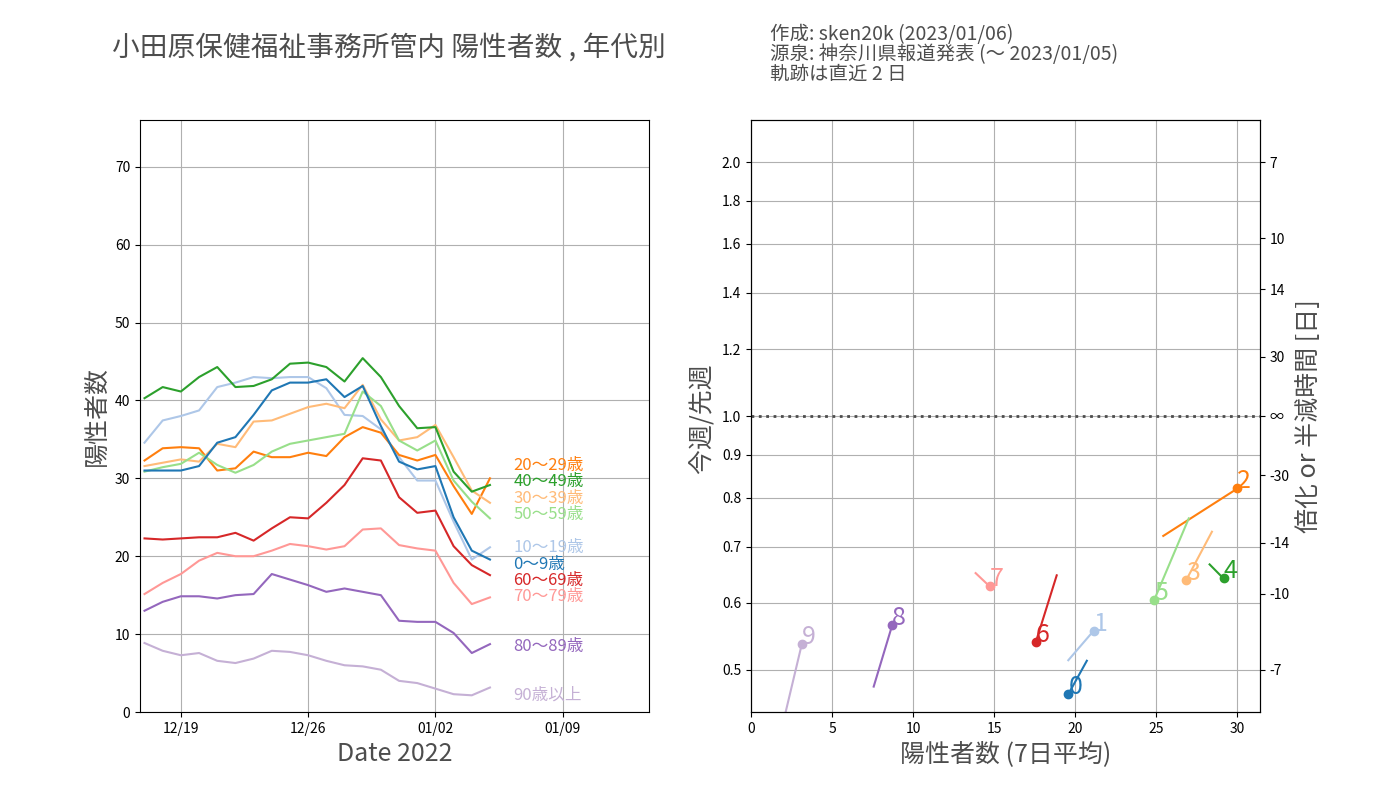 小田原保健福祉事務所管内 陽性者数 , 年代別
作成: sken20k (2023/01/06)
源泉: 神奈川県報道発表 (〜 2023/01/05)
軌跡は直近 2 日
陽性者数
70
60
50
40
30
20
10
0
20〜29歳
40〜49歳
30〜39歳
50〜59歳
10〜19歳
0〜9歳
60〜69歳
70〜79歳
80〜89歳
90歳以上
12/19
12/26
01/02
01/09
Date 2022
今週/先週
2.0
1.8
1.6
1.4
1.2
1.0
0.9
0.8
0.7
0.6
0.5
2
3
4
7
5
8
1
6
9
0
7
10
14
30
∞
-30
-14
-10
-7
倍化 or 半減時間 [日]
0
5
10
15
20
25
30
陽性者数 (7日平均)